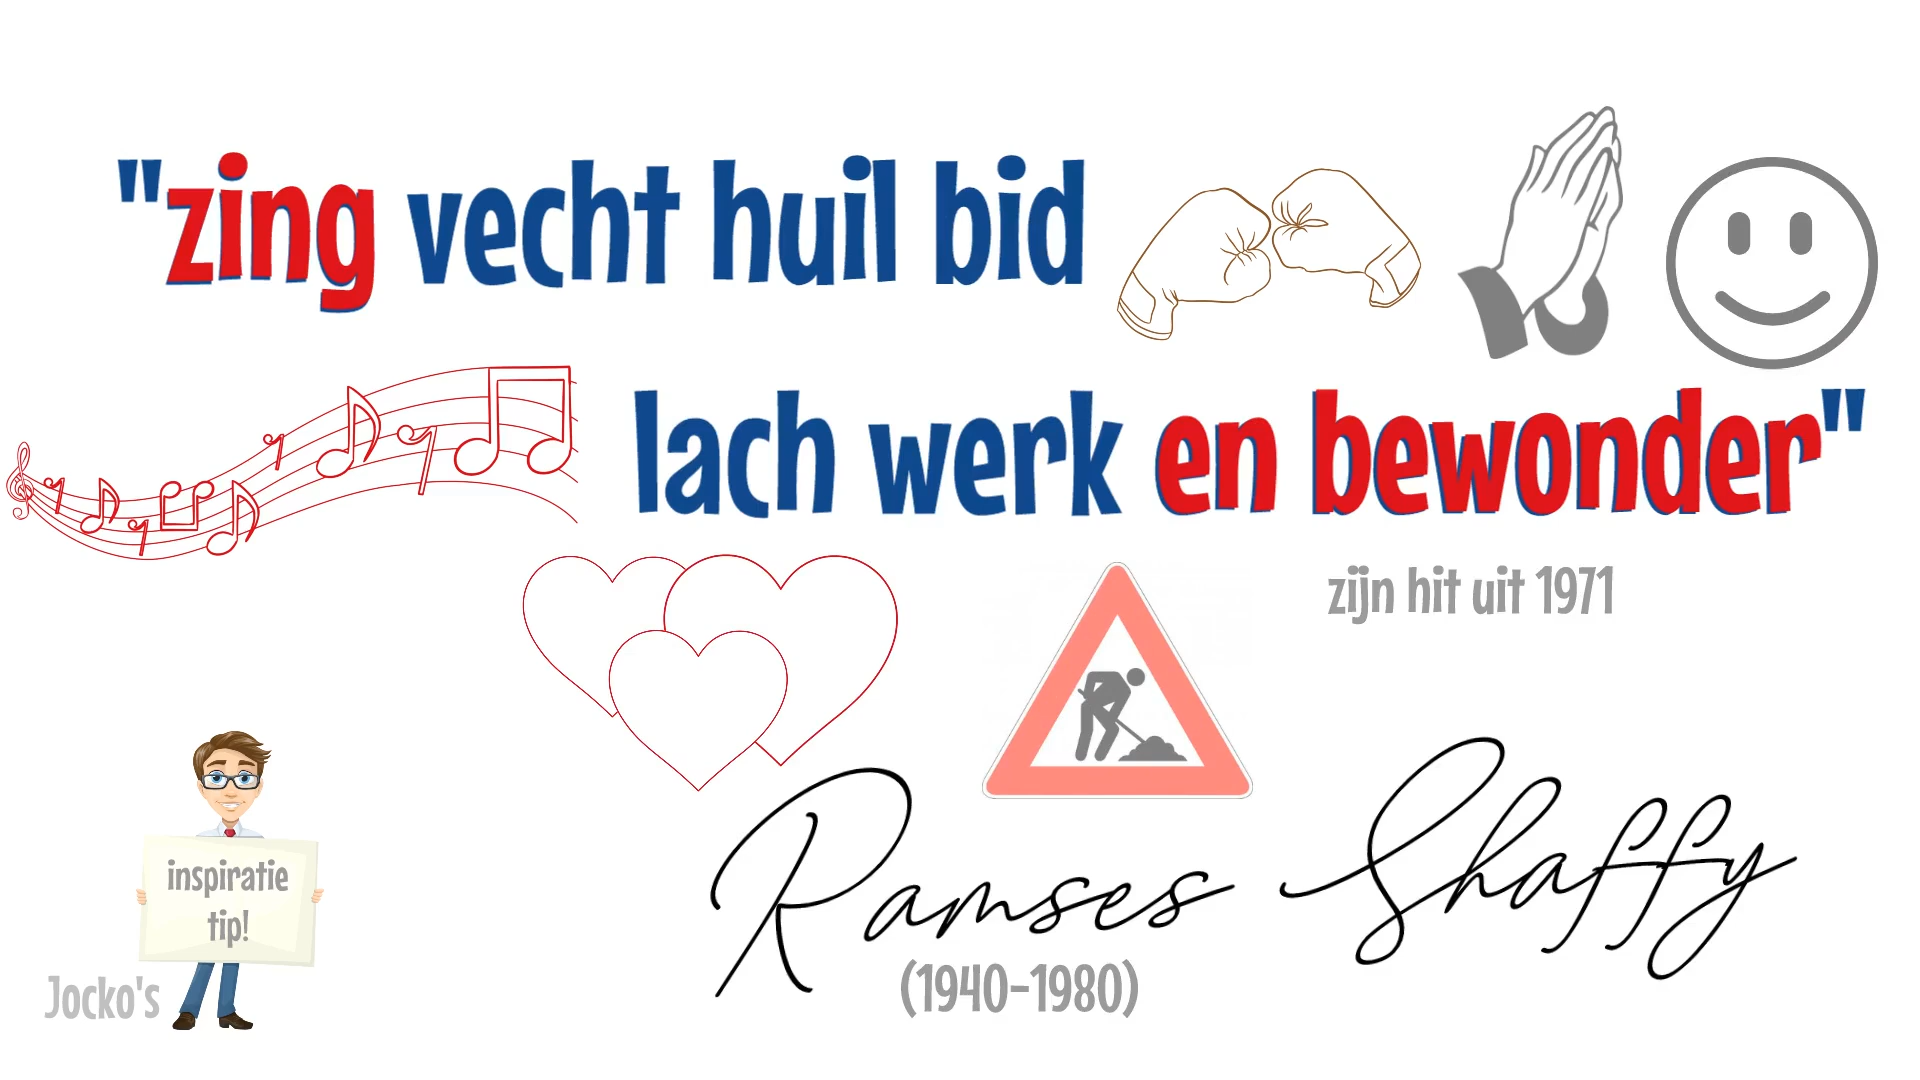 "zing vecht huil bid
lach werk en bewonder"
zijn hit uit 1971
Ramses Shaffy
(1940-1980)
inspiratie
tip!
Jocko's